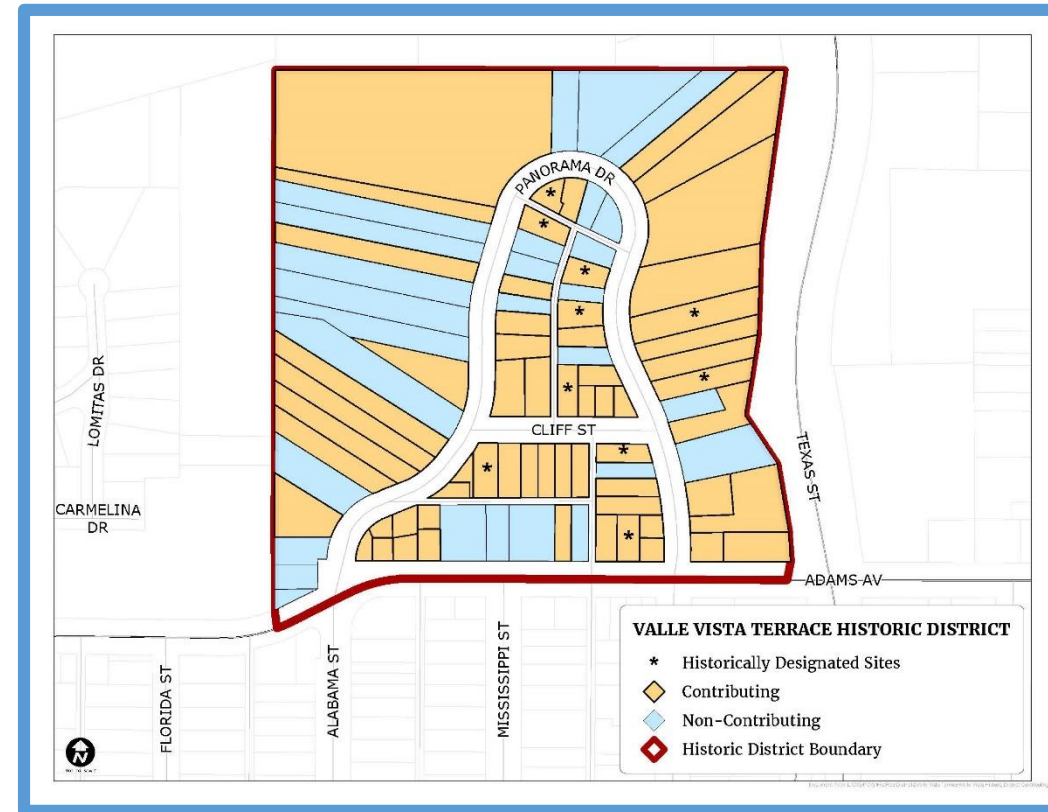 PANORAMA DR
CLIFF ST
LOMITAS DR
CARMELINA
DR
TEXAS ST
ADAMS AV
FLORIDA ST
ALABAMA ST
MISSISSIPPI ST
VALLE VISTA TERRACE HISTORIC DISTRICT
* Historically Designated Sites
Contributing
Non-Contributing
Historic District Boundary
N